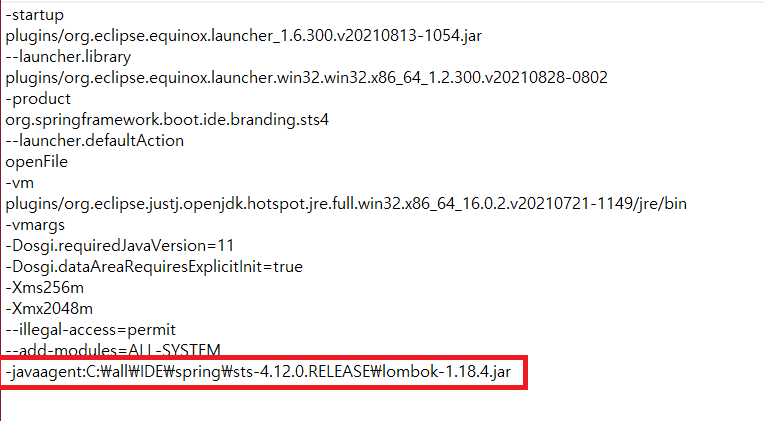 -startup
plugins/org.eclipse.equinox.launcher_1.6.300.v20210813-1054.jar
--launcher.library
plugins/org.eclipse.equinox.launcher.win32.win32.x86_64_1.2.300.v20210828-0802
-product
org.springframework.boot.ide.branding.sts4
--launcher.defaultAction
openFile
-vm
plugins/org.eclipse.justj.openjdk.hotspot.jre.full.win32.x86_64_16.0.2.v20210721-1149/jre/bin
-vmargs
-Dosgi.requiredJavaVersion=11
-Dosgi.dataAreaRequiresExplicitInit=true
-Xms256m
-Xmx2048m
--illegal-access=permit
--add-modules=ALL-SYSTEM
-javaagent:C:₩all₩IDE₩spring₩sts-4.12.0.RELEASE₩lombok-1.18.4.jar